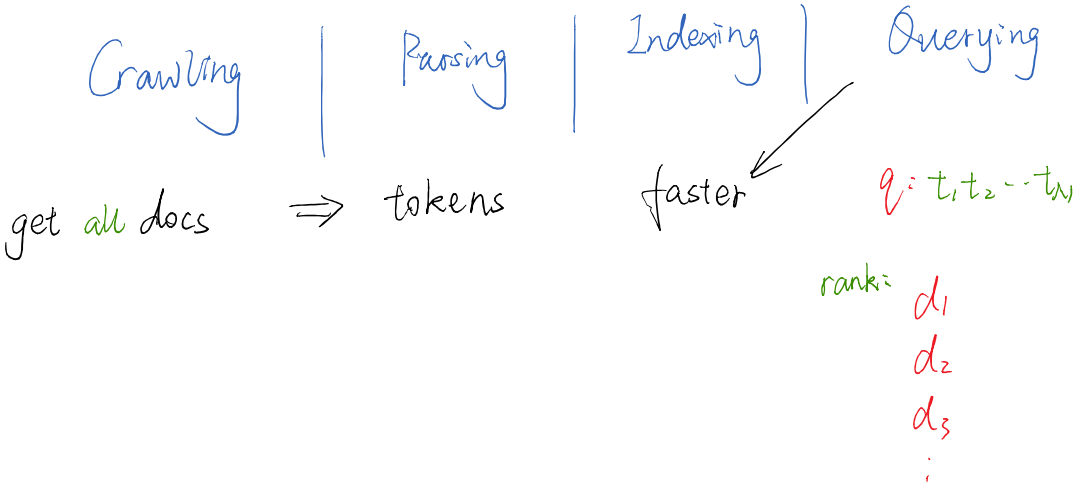 Crawling | Parsing | Indexing | Querying
get all docs ⇒ tokens faster q: t1 t2 ... tN
rank:
d1
d2
d3
⋮